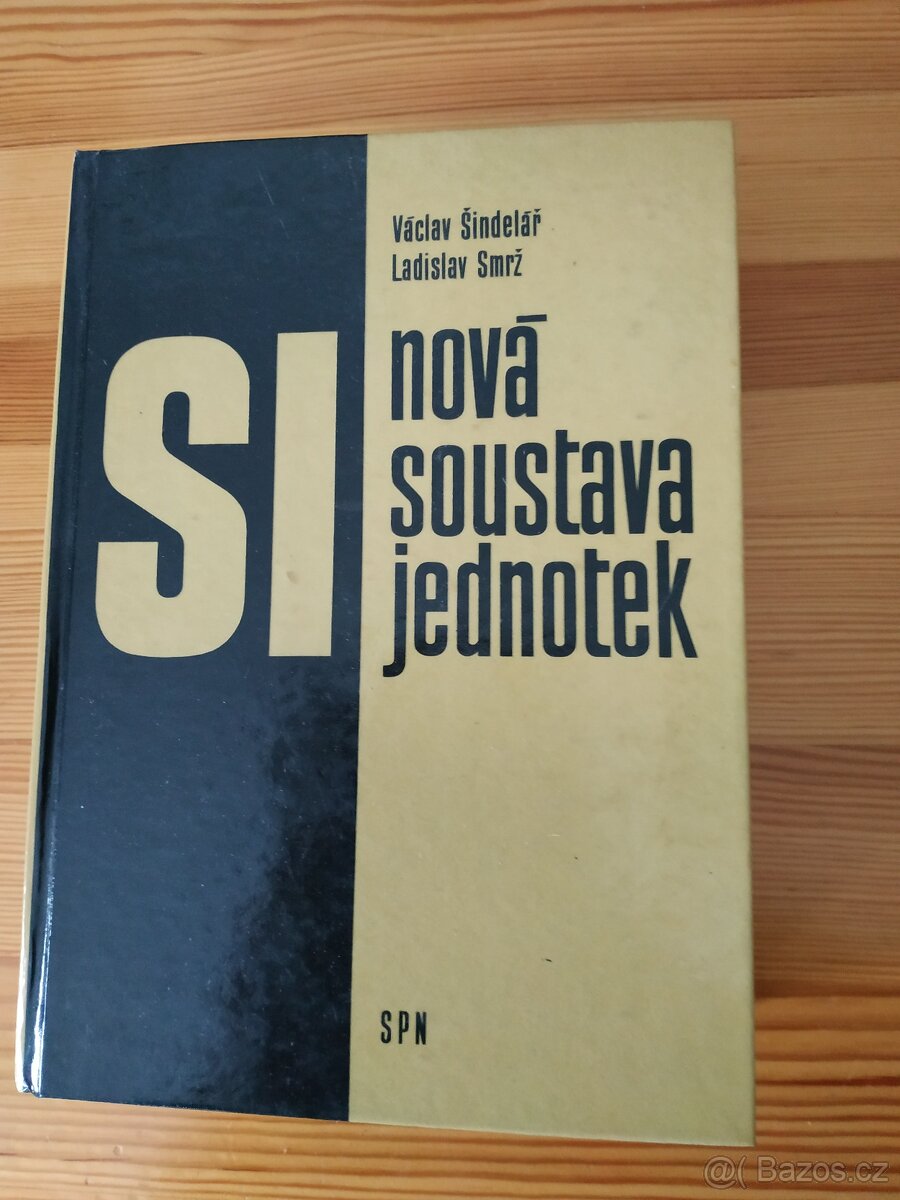 Václav Šindelář
Ladislav Smrž
SI
nová
soustava
jednotek
SPN
@( Bazos.cz